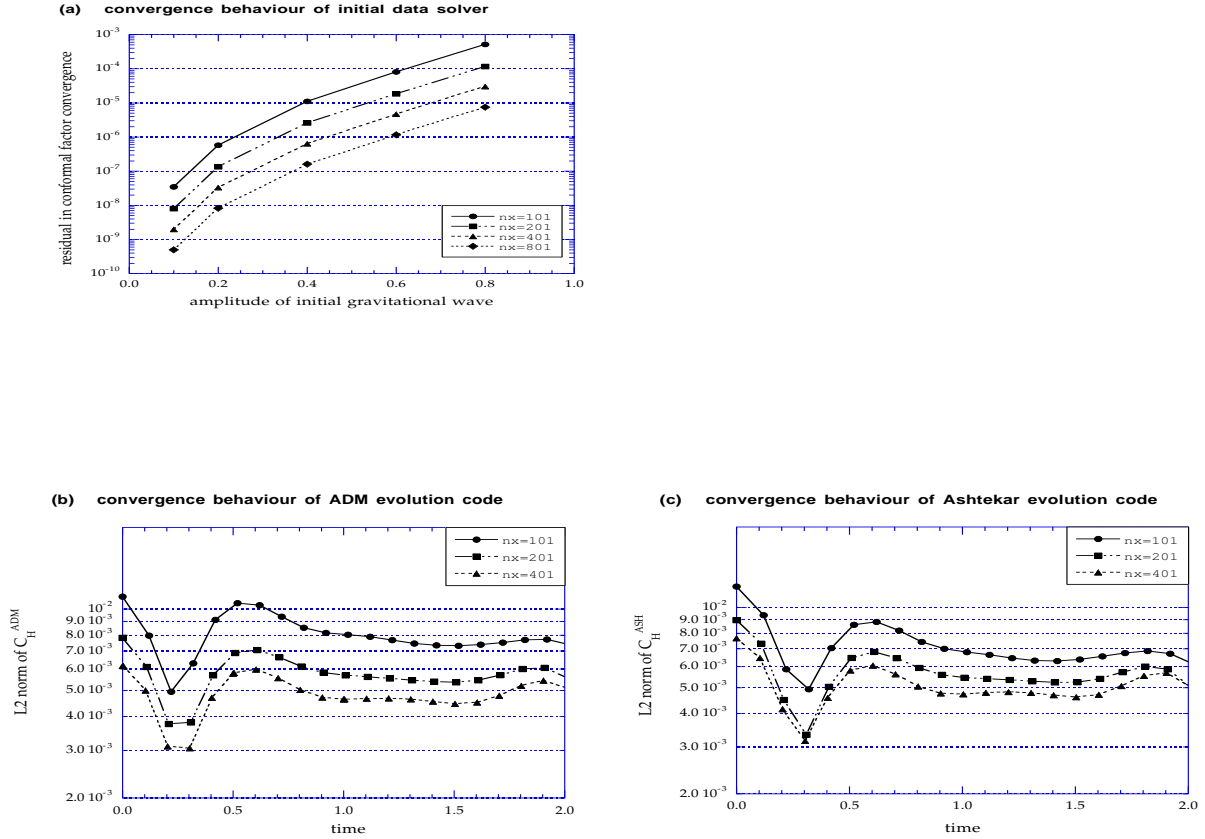 (a) convergence behaviour of initial data solver
residual in conformal factor convergence
10-3
10-4
10-5
10-6
10-7
10-8
10-9
10-10
nx=101
nx=201
nx=401
nx=801
0.0 0.2 0.4 0.6 0.8 1.0
amplitude of initial gravitational wave
(b) convergence behaviour of ADM evolution code
L2 norm of C_H^ADM
nx=101
nx=201
nx=401
10-2
9.0 10-3
8.0 10-3
7.0 10-3
6.0 10-3
5.0 10-3
4.0 10-3
3.0 10-3
2.0 10-3
0.0 0.5 1.0 1.5 2.0
time
(c) convergence behaviour of Ashtekar evolution code
L2 norm of C_H^ASH
nx=101
nx=201
nx=401
10-2
9.0 10-3
8.0 10-3
7.0 10-3
6.0 10-3
5.0 10-3
4.0 10-3
3.0 10-3
2.0 10-3
0.0 0.5 1.0 1.5 2.0
time